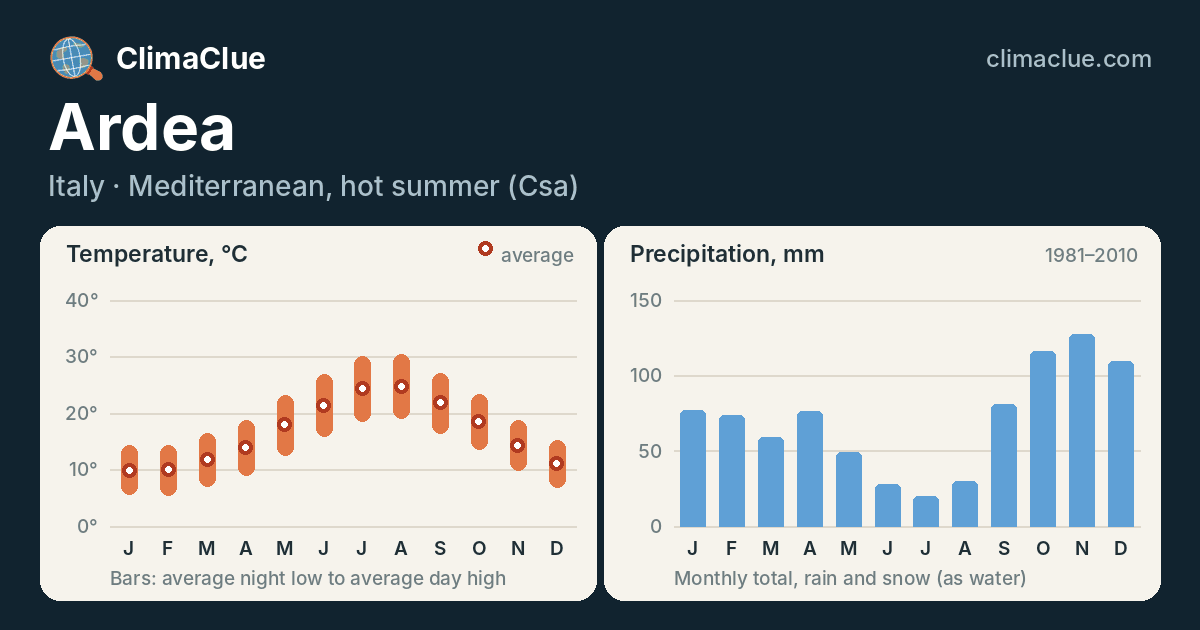 ClimaClue
climaclue.com
Ardea
Italy · Mediterranean, hot summer (Csa)
Temperature, °C
average
40°
30°
20°
10°
0°
J F M A M J J A S O N D
Bars: average night low to average day high
Precipitation, mm
1981–2010
150
100
50
0
J F M A M J J A S O N D
Monthly total, rain and snow (as water)